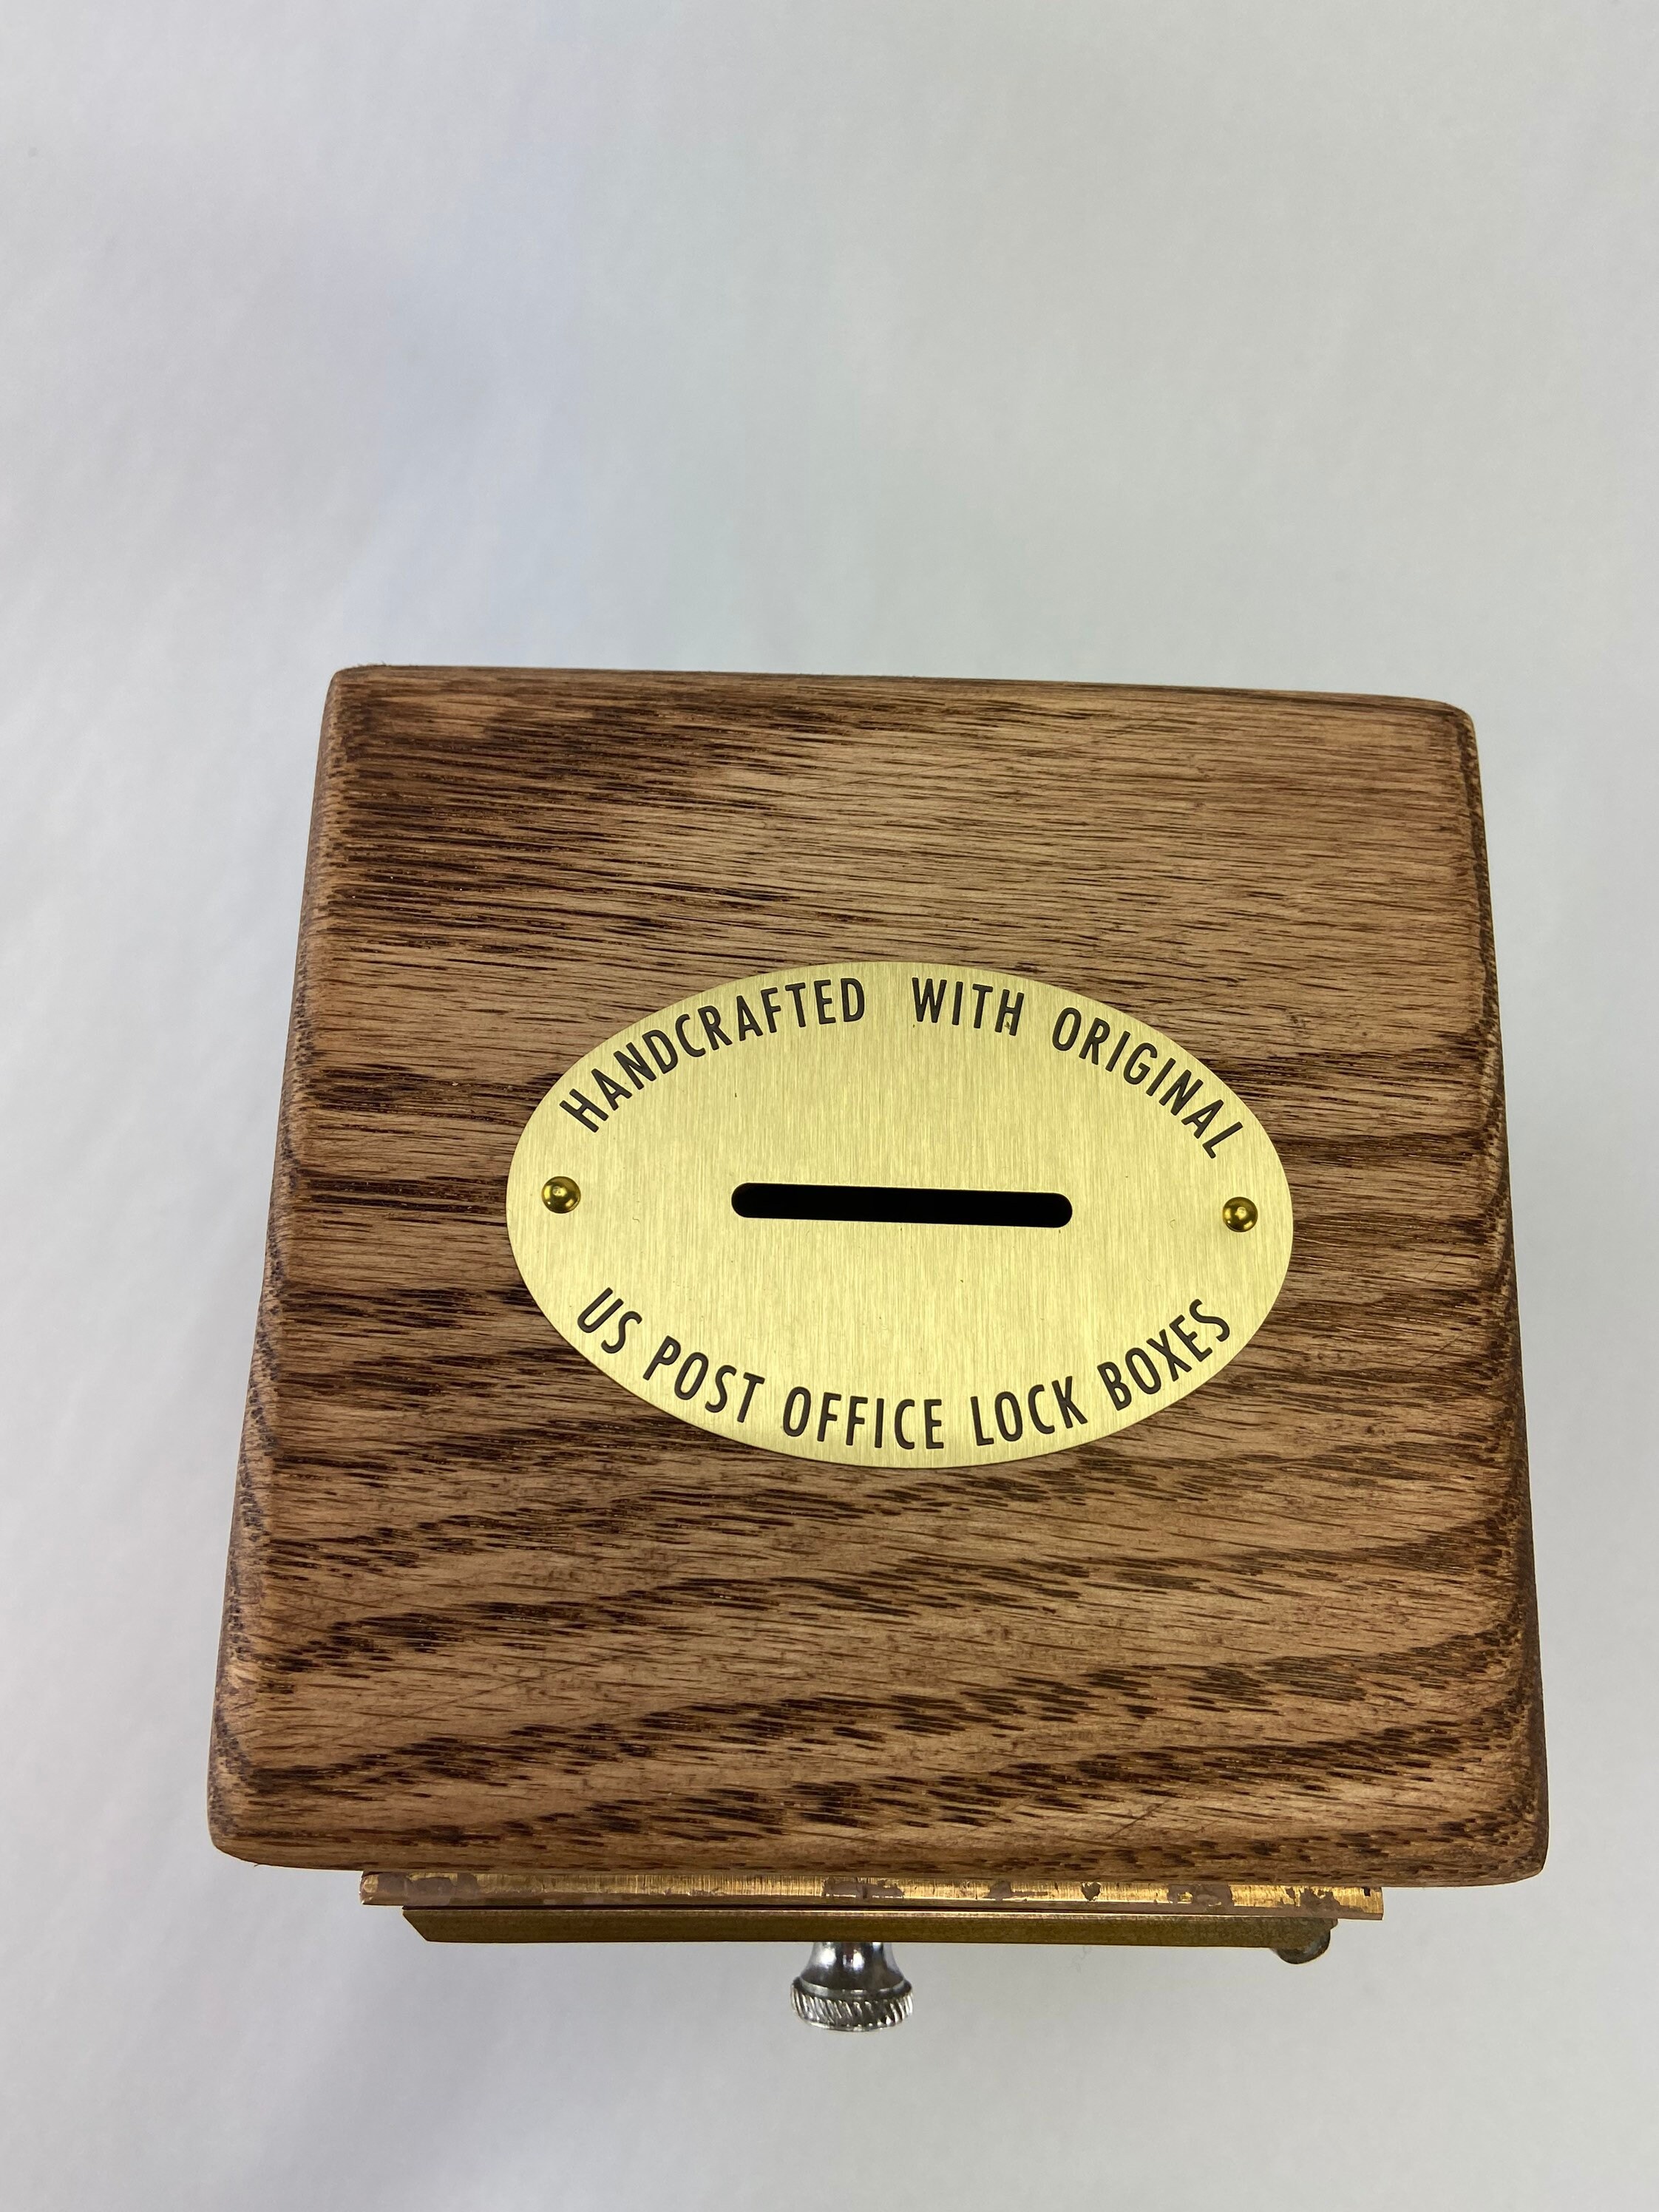 HANDCRAFTED WITH ORIGINAL
US POST OFFICE LOCK BOXES